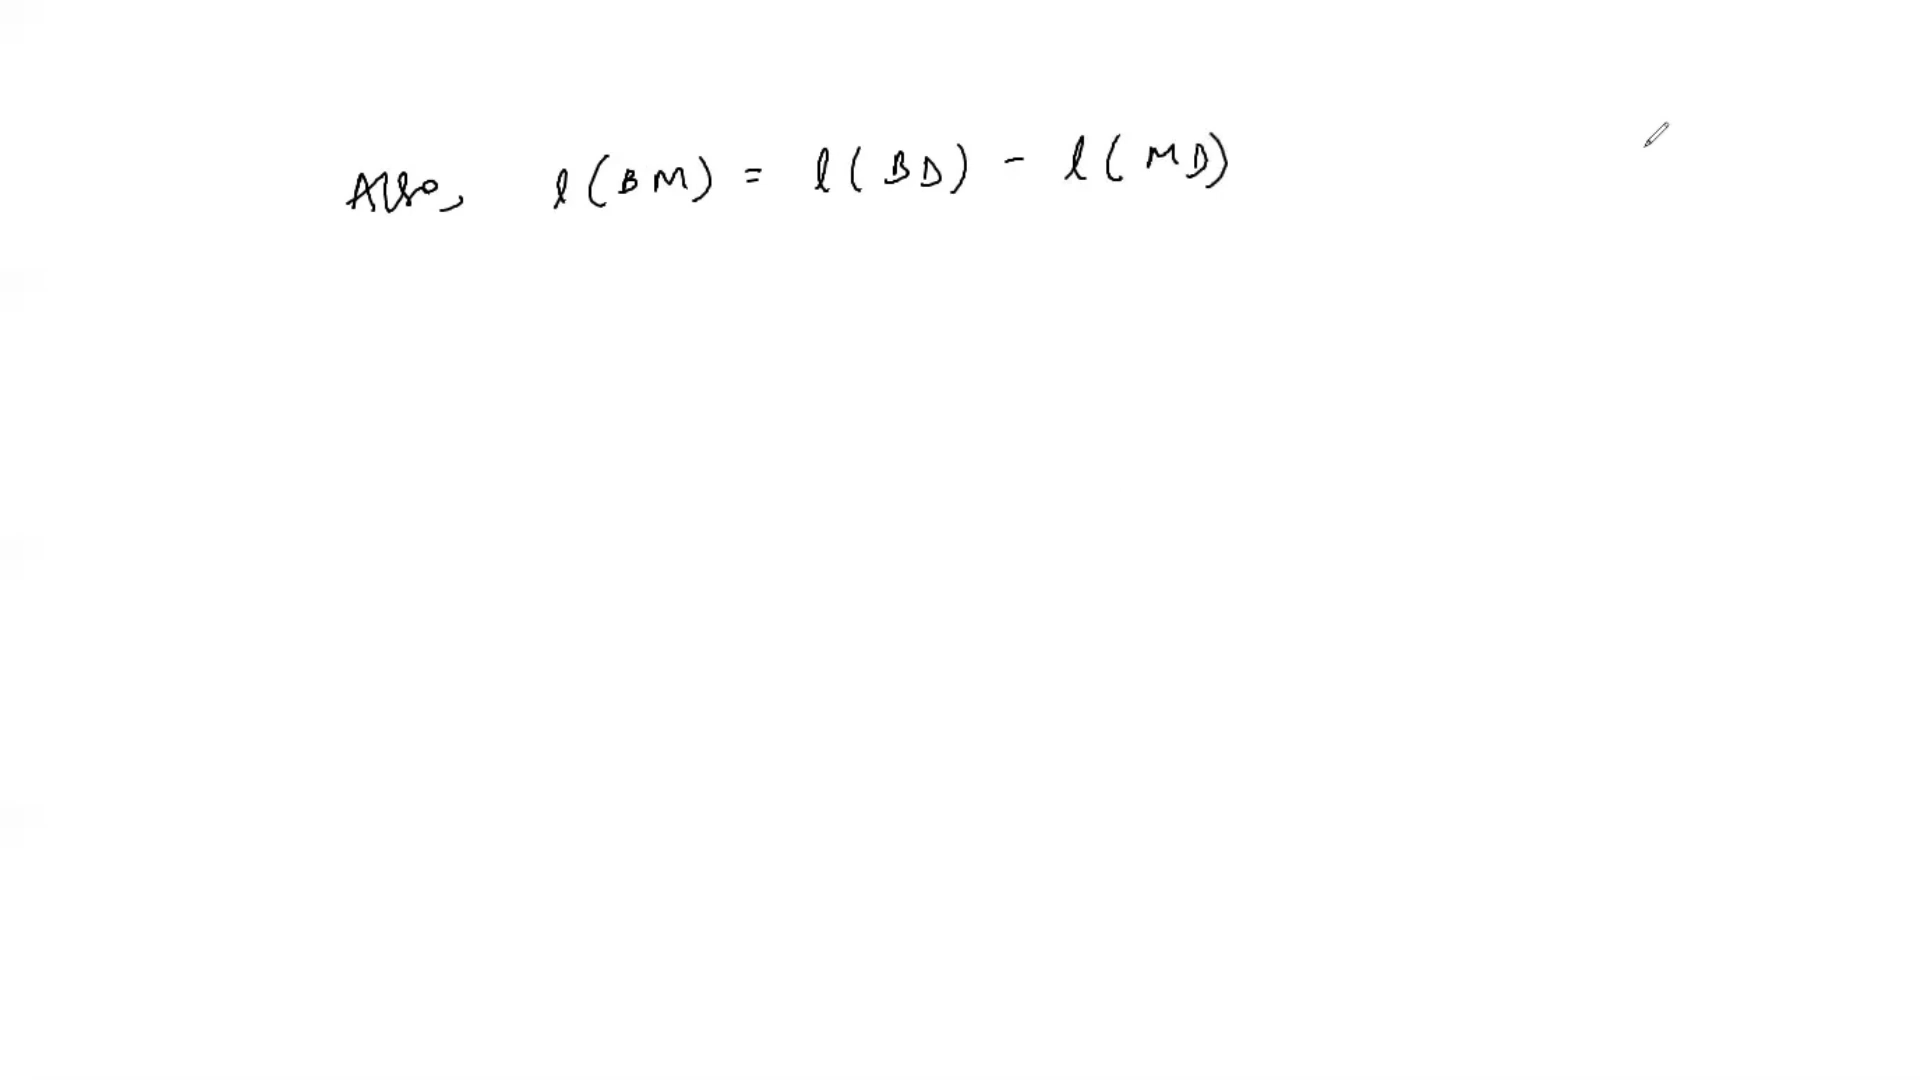 Also, l(BM) = l(BD) - l(MD)